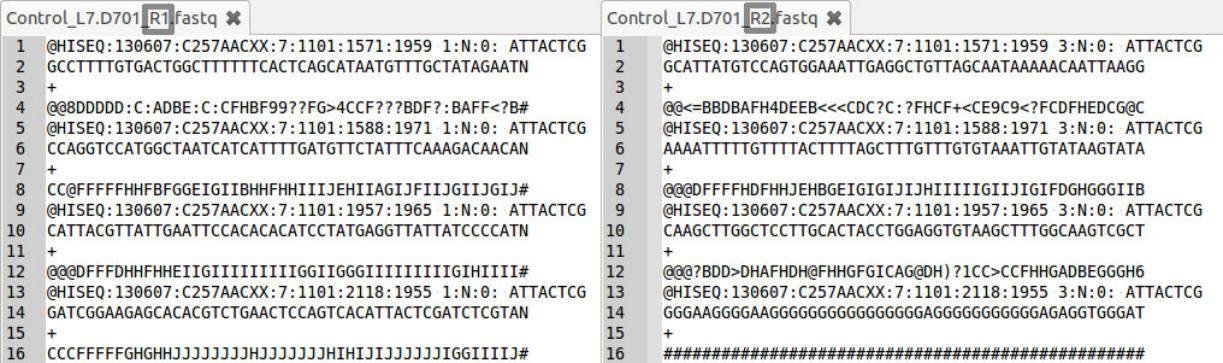 Control_L7.D701_R1.fastq ✖
1 @HISEQ:130607:C257AACXX:7:1101:1571:1959 1:N:0: ATTACTCG
2 GCCTTTTGTGACTGGCTTTTTTCACTCAGCATAATGTTTGCTATAGAATN
3 +
4 @@8DDDDD:C:ADBE:C:CFHBF99??FG>4CCF???BDF?:BAFF<?B#
5 @HISEQ:130607:C257AACXX:7:1101:1588:1971 1:N:0: ATTACTCG
6 CCAGGTCCATGGCTAATCATCATTTTGATGTTCTATTTCAAAGACAACAN
7 +
8 CC@FFFFFHHFBFGGEIGIIBHHFHHIIIJEHIIAGIJFIIJGIIJGIJ#
9 @HISEQ:130607:C257AACXX:7:1101:1957:1965 1:N:0: ATTACTCG
10 CATTACGTTATTGAATTCCACACACATCCTATGAGGTTATTATCCCCATN
11 +
12 @@@DFFFDHHFHHEIIGIIIIIIIIIGGIIGGGIIIIIIIIIGIHIIII#
13 @HISEQ:130607:C257AACXX:7:1101:2118:1955 1:N:0: ATTACTCG
14 GATCGGAAGAGCACACGTCTGAACTCCAGTCACATTACTCGATCTCGTAN
15 +
16 CCCFFFFFGHGHHJJJJJJJJHJJJJJJJHIHIJIJJJJJJIGGIIIIJ#
Control_L7.D701_R2.fastq ✖
1 @HISEQ:130607:C257AACXX:7:1101:1571:1959 3:N:0: ATTACTCG
2 GCATTATGTCCAGTGGAAATTGAGGCTGTTAGCAATAAAAACAATTAAGG
3 +
4 @@<=BBDBAFH4DEEB<<<CDC?C:?FHCF+<CE9C9<?FCDFHEDCG@C
5 @HISEQ:130607:C257AACXX:7:1101:1588:1971 3:N:0: ATTACTCG
6 AAAATTTTTGTTTTACTTTTAGCTTTGTTTGTGTAAATTGTATAAGTATA
7 +
8 @@@DFFFFHDFHHJEHBGEIGIGIJIJHIIIIIGIIJIGIFDGHGGGIIB
9 @HISEQ:130607:C257AACXX:7:1101:1957:1965 3:N:0: ATTACTCG
10 CAAGCTTGGCTCCTTGCACTACCTGGAGGTGTAAGCTTTGGCAAGTCGCT
11 +
12 @@@?BDD>DHAFHDH@FHHGFGICAG@DH)?1CC>CCFHHGADBEGGGH6
13 @HISEQ:130607:C257AACXX:7:1101:2118:1955 3:N:0: ATTACTCG
14 GGGAAGGGGAAGGGGGGGGGGGGGGGGAGGGGGGGGGGGAGAGGTGGGAT
15 +
16 ##################################################